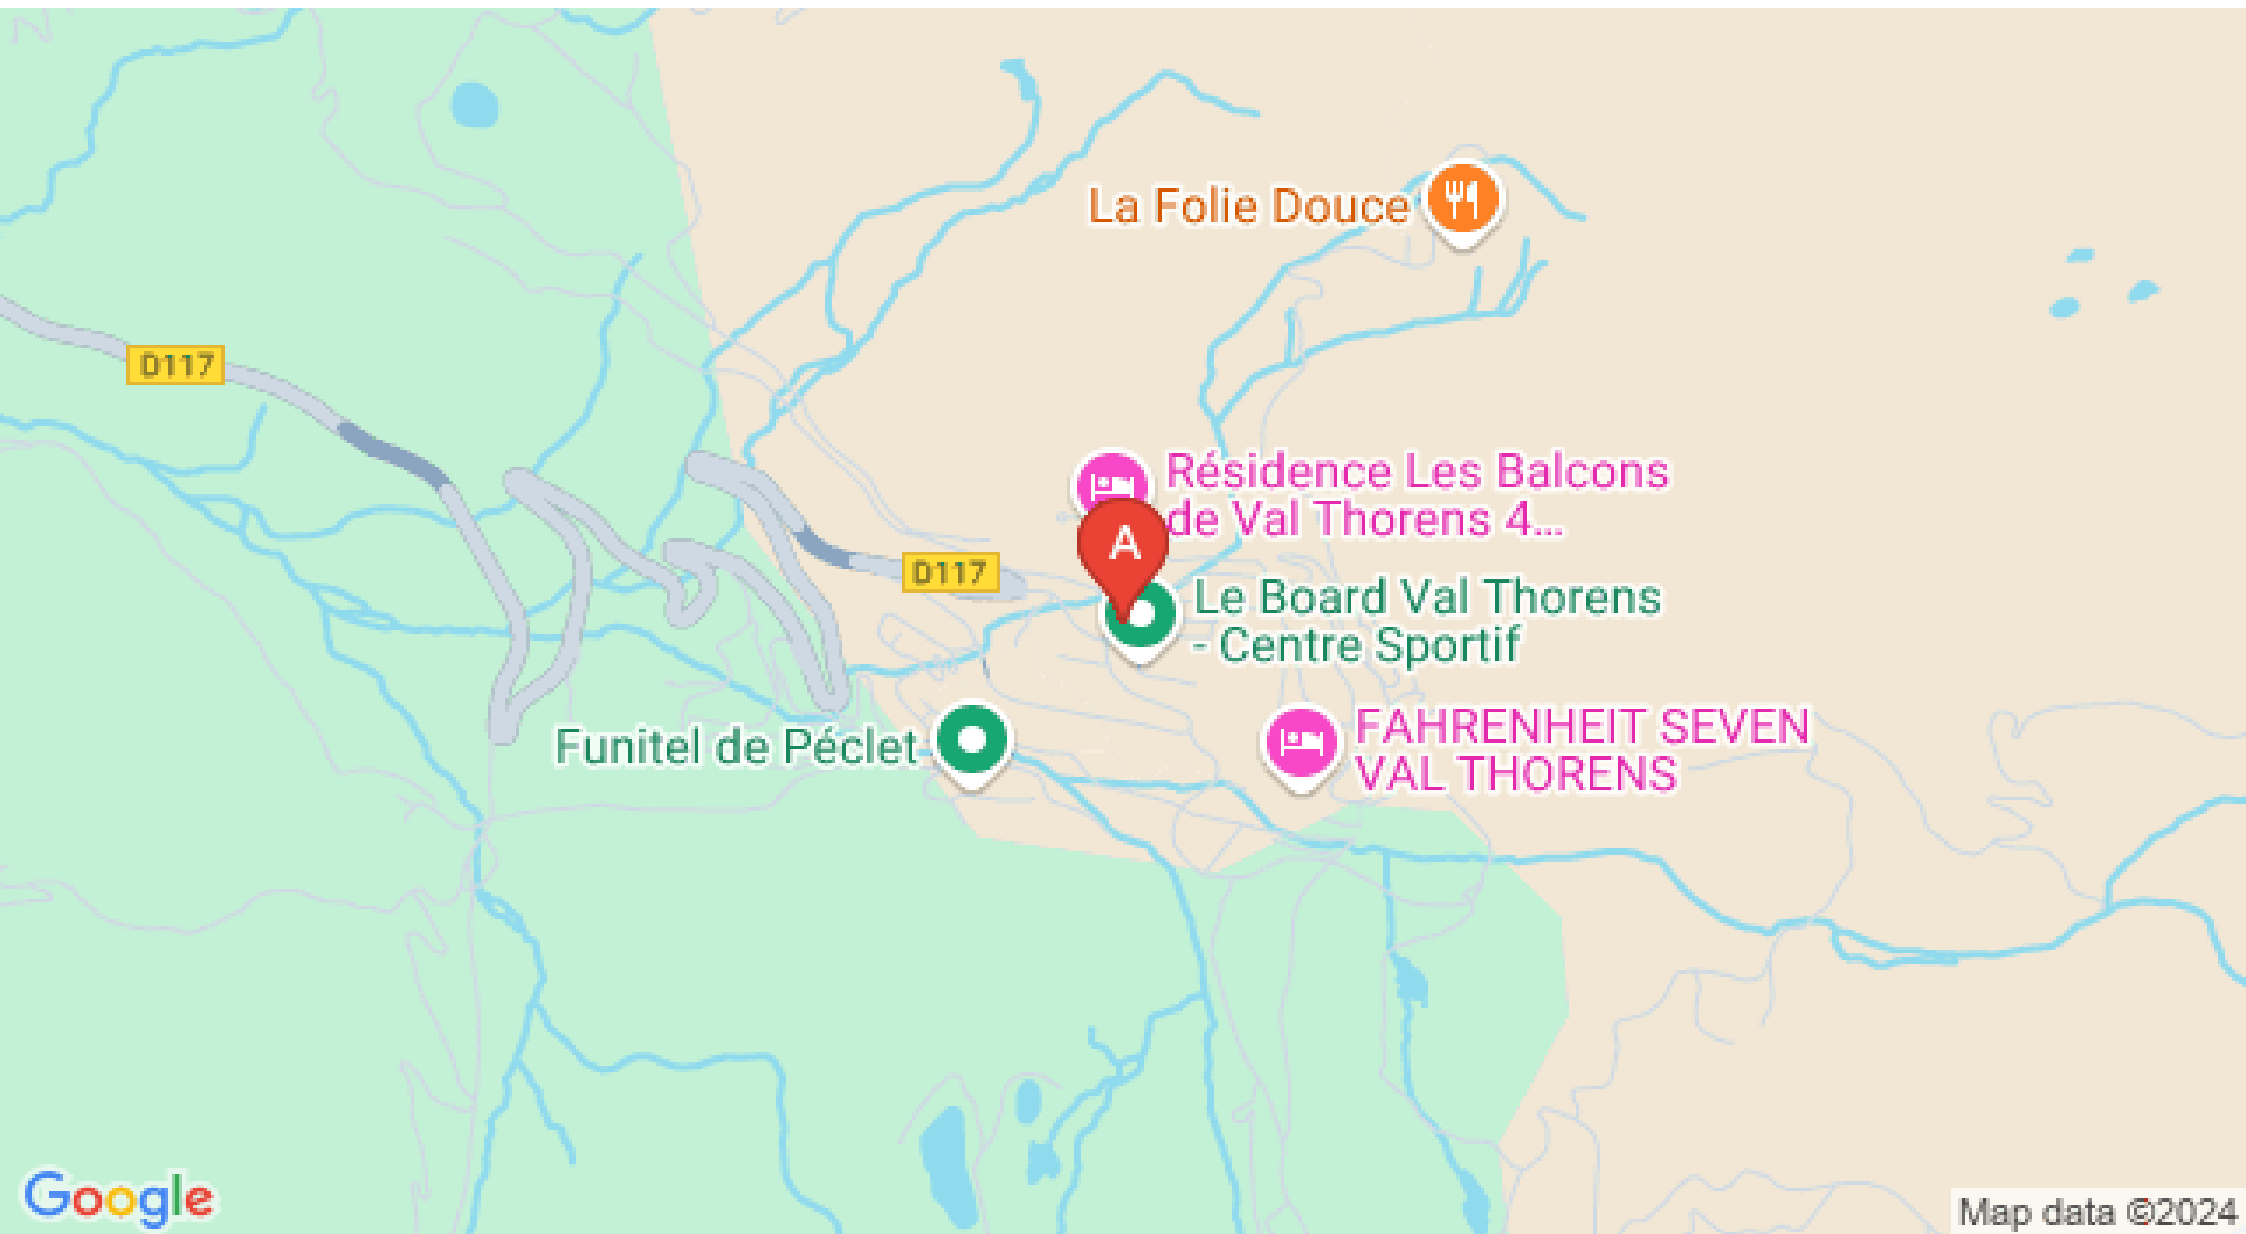 La Folie Douce
D117
Résidence Les Balcons
de Val Thorens 4...
A
D117
Le Board Val Thorens
- Centre Sportif
Funitel de Péclet
FAHRENHEIT SEVEN
VAL THORENS
Google
Map data ©2024